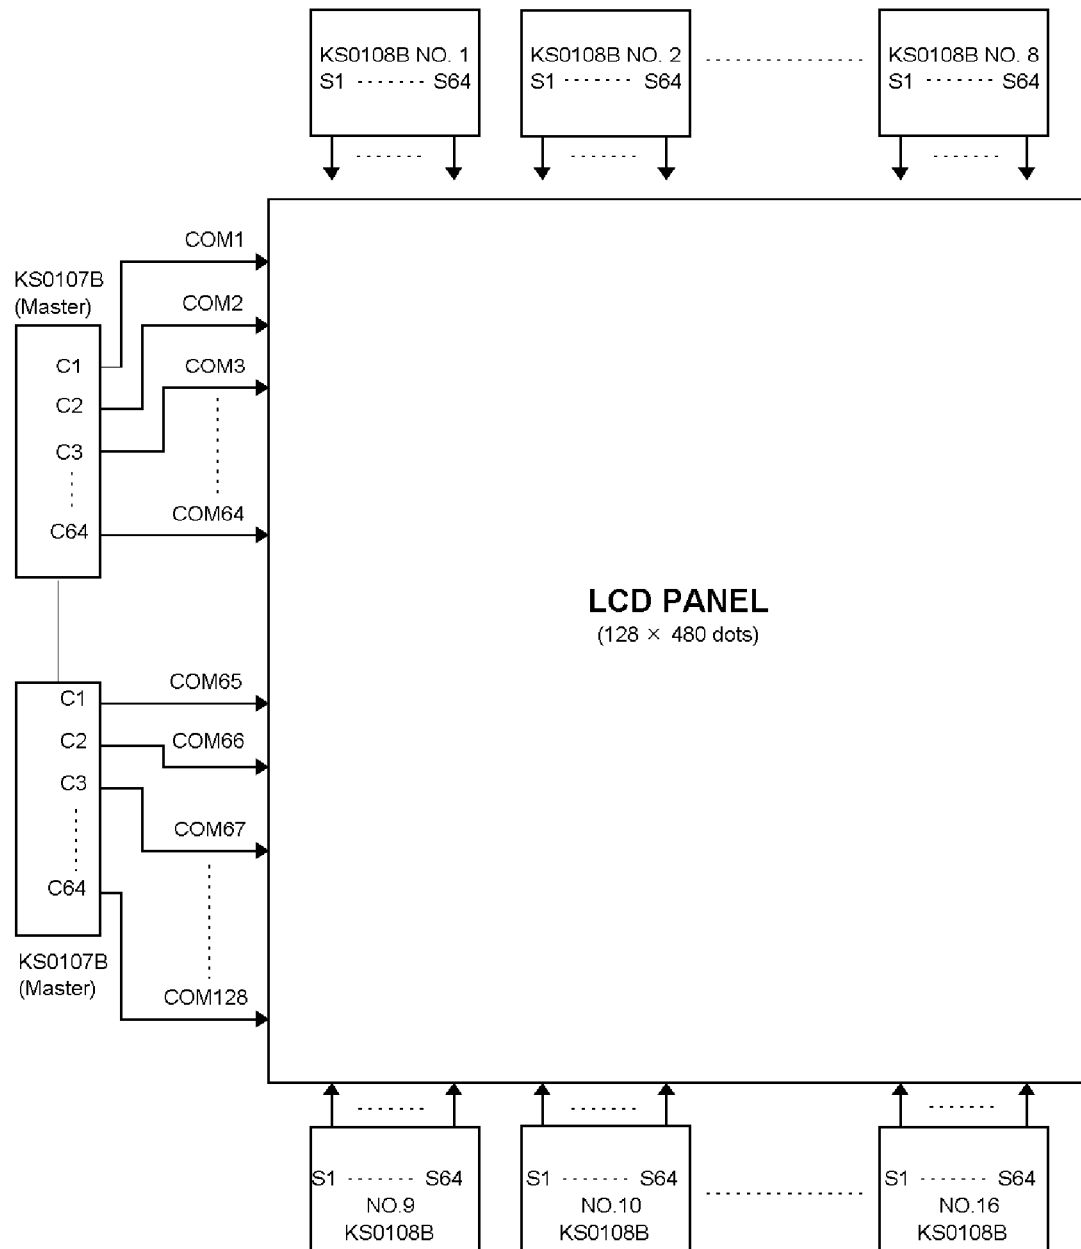 KS0108B NO. 1
S1 ······· S64
KS0108B NO. 2
S1 ······· S64
KS0108B NO. 8
S1 ······· S64
KS0107B
(Master)
C1
C2
C3
C64
COM1
COM2
COM3
COM64
LCD PANEL
(128 × 480 dots)
C1
C2
C3
C64
KS0107B
(Master)
COM65
COM66
COM67
COM128
S1 ······· S64
NO.9
KS0108B
S1 ······· S64
NO.10
KS0108B
S1 ······· S64
NO.16
KS0108B